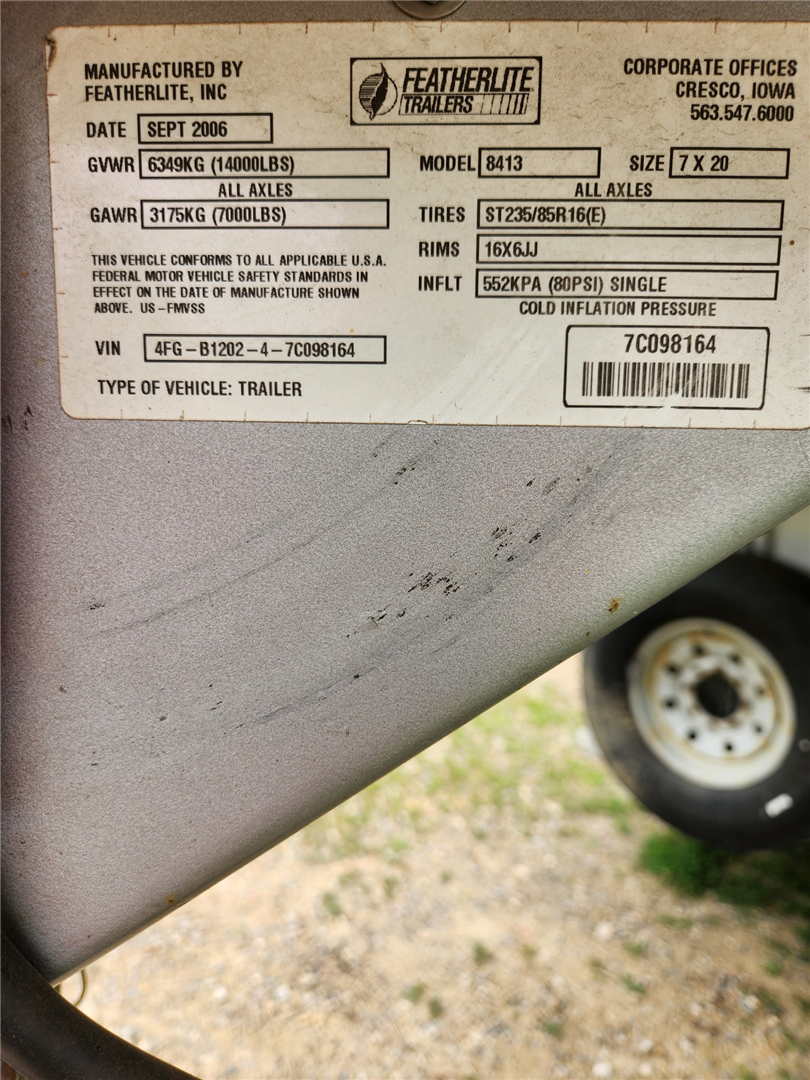 MANUFACTURED BY
FEATHERLITE, INC
FEATHERLITE
TRAILERS
CORPORATE OFFICES
CRESCO, IOWA
563.547.6000
DATE SEPT 2006
GVWR 6349KG (14000LBS)
ALL AXLES
GAWR 3175KG (7000LBS)
THIS VEHICLE CONFORMS TO ALL APPLICABLE U.S.A.
FEDERAL MOTOR VEHICLE SAFETY STANDARDS IN
EFFECT ON THE DATE OF MANUFACTURE SHOWN
ABOVE. US-FMVSS
VIN 4FG-B1202-4-7C098164
TYPE OF VEHICLE: TRAILER
MODEL 8413 SIZE 7 X 20
ALL AXLES
TIRES ST235/85R16(E)
RIMS 16X6JJ
INFLT 552KPA (80PSI) SINGLE
COLD INFLATION PRESSURE
7C098164